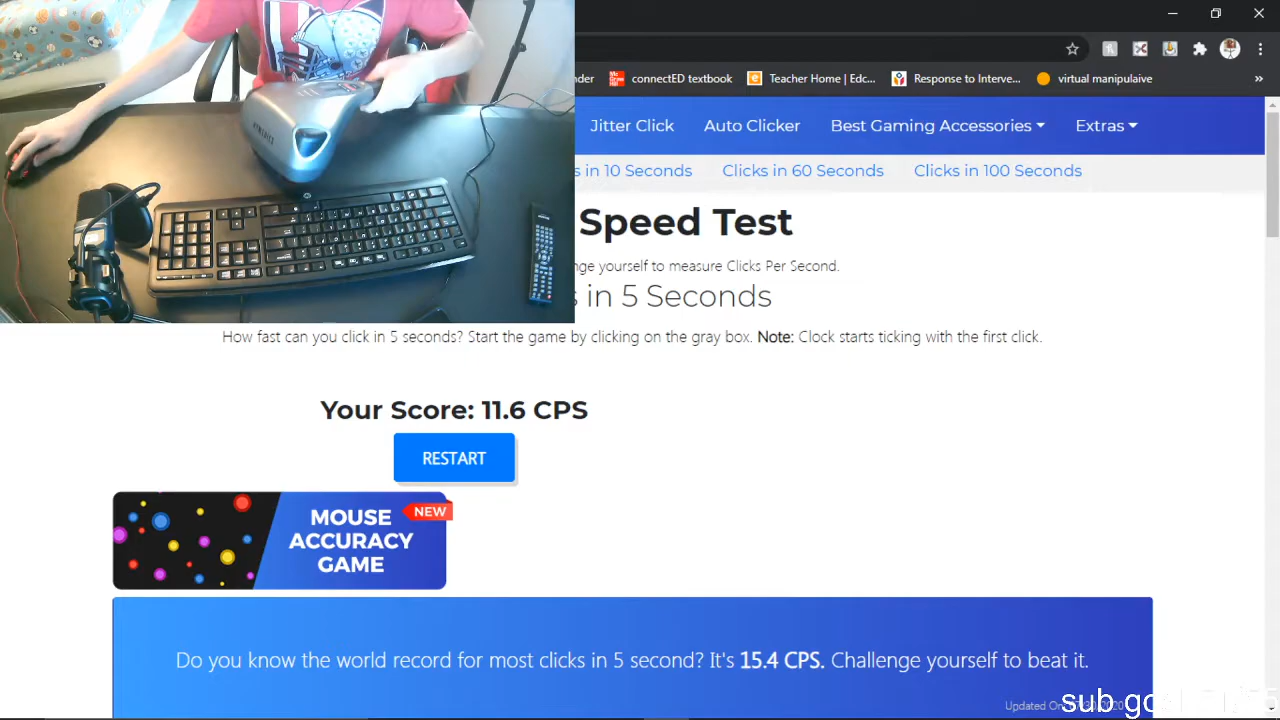 nder connectED textbook Teacher Home | Edc... Response to Interve... virtual manipulaive »
Jitter Click Auto Clicker Best Gaming Accessories Extras
s in 10 Seconds Clicks in 60 Seconds Clicks in 100 Seconds
Speed Test
nge yourself to measure Clicks Per Second.
s in 5 Seconds
How fast can you click in 5 seconds? Start the game by clicking on the gray box. Note: Clock starts ticking with the first click.
Your Score: 11.6 CPS
RESTART
NEW
MOUSE
ACCURACY
GAME
Do you know the world record for most clicks in 5 second? It's 15.4 CPS. Challenge yourself to beat it.
Updated On
sub